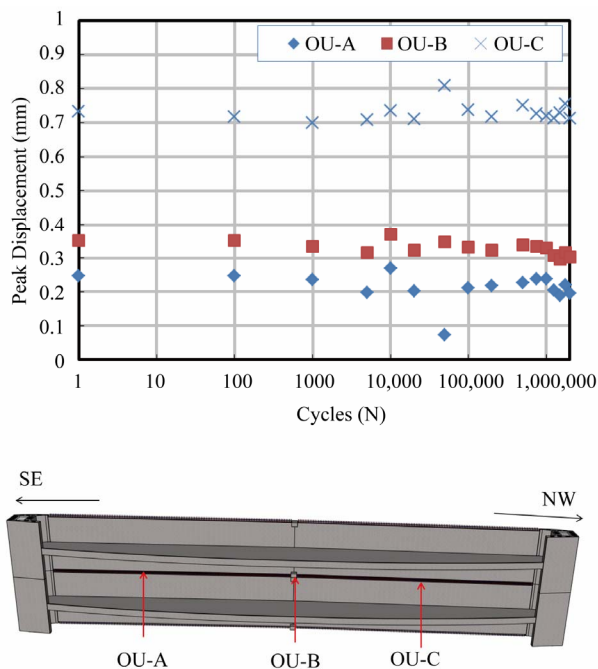 1
0.9
0.8
0.7
0.6
0.5
0.4
0.3
0.2
0.1
0
Peak Displacement (mm)
OU-A OU-B OU-C
1 10 100 1000 10,000 100,000 1,000,000
Cycles (N)
SE
NW
OU-A OU-B OU-C